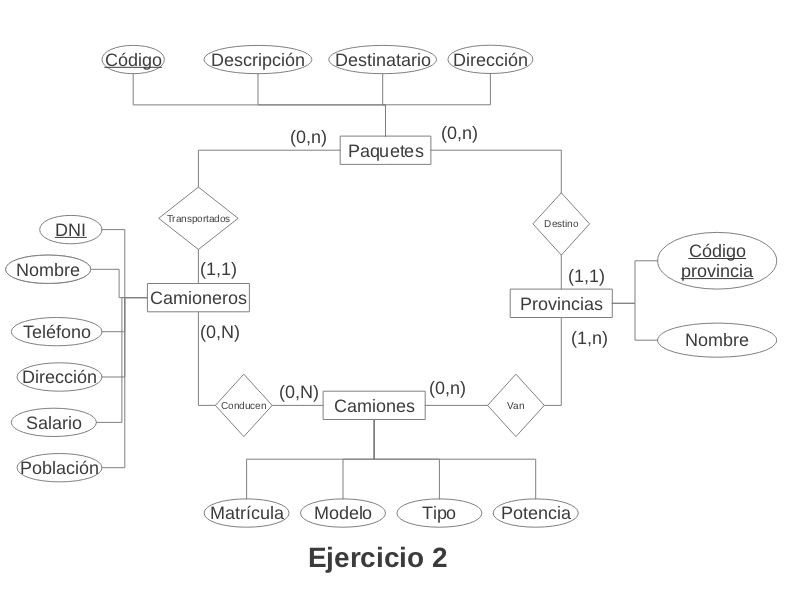 Código
Descripción
Destinatario
Dirección
(0,n)
(0,n)
Paquetes
Transportados
Destino
DNI
Nombre
Teléfono
Dirección
Salario
Población
(1,1)
Camioneros
(0,N)
(1,1)
Provincias
(1,n)
Código
provincia
Nombre
Conducen
(0,N)
Camiones
(0,n)
Van
Matrícula
Modelo
Tipo
Potencia
Ejercicio 2